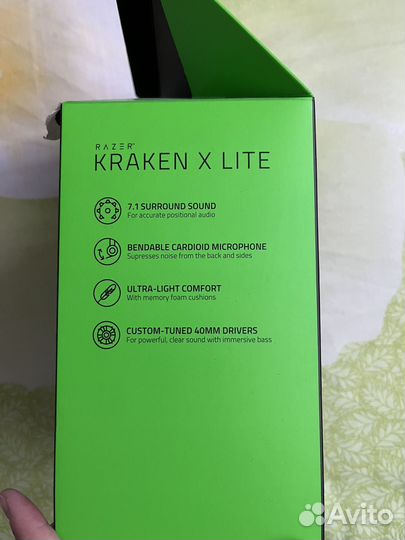 RAZER
KRAKEN X LITE
7.1 SURROUND SOUND
For accurate positional audio
BENDABLE CARDIOID MICROPHONE
Supresses noise from the back and sides
ULTRA-LIGHT COMFORT
With memory foam cushions
CUSTOM-TUNED 40MM DRIVERS
For powerful, clear sound with immersive bass
Avito